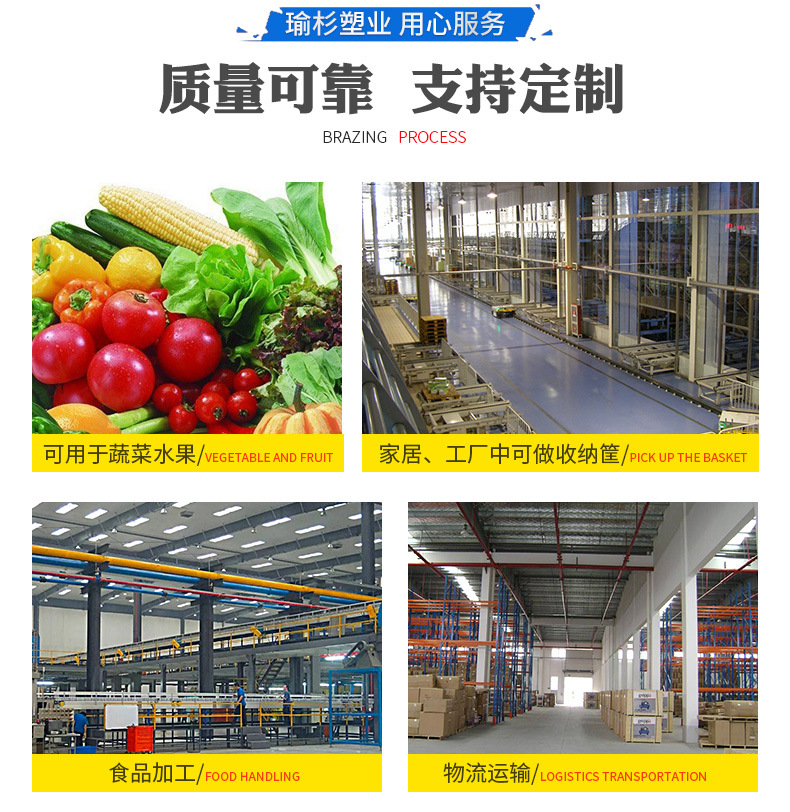 瑜杉塑业 用心服务
质量可靠 支持定制
BRAZING PROCESS
可用于蔬菜水果/VEGETABLE AND FRUIT
家居、工厂中可做收纳筐/PICK UP THE BASKET
食品加工/FOOD HANDLING
物流运输/LOGISTICS TRANSPORTATION